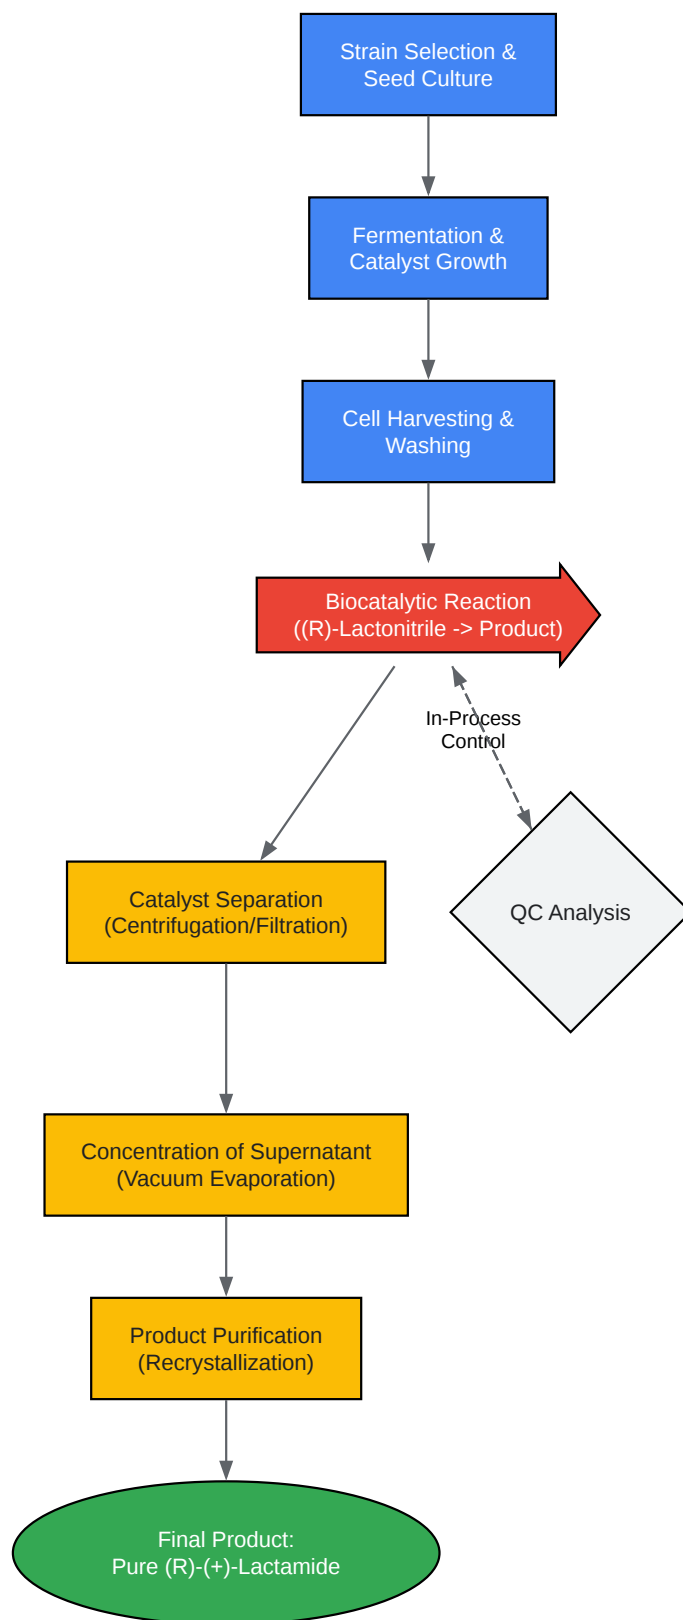 Strain Selection &
Seed Culture
Fermentation &
Catalyst Growth
Cell Harvesting &
Washing
Biocatalytic Reaction
((R)-Lactonitrile -> Product)
In-Process
Control
Catalyst Separation
(Centrifugation/Filtration)
QC Analysis
Concentration of Supernatant
(Vacuum Evaporation)
Product Purification
(Recrystallization)
Final Product:
Pure (R)-(+)-Lactamide